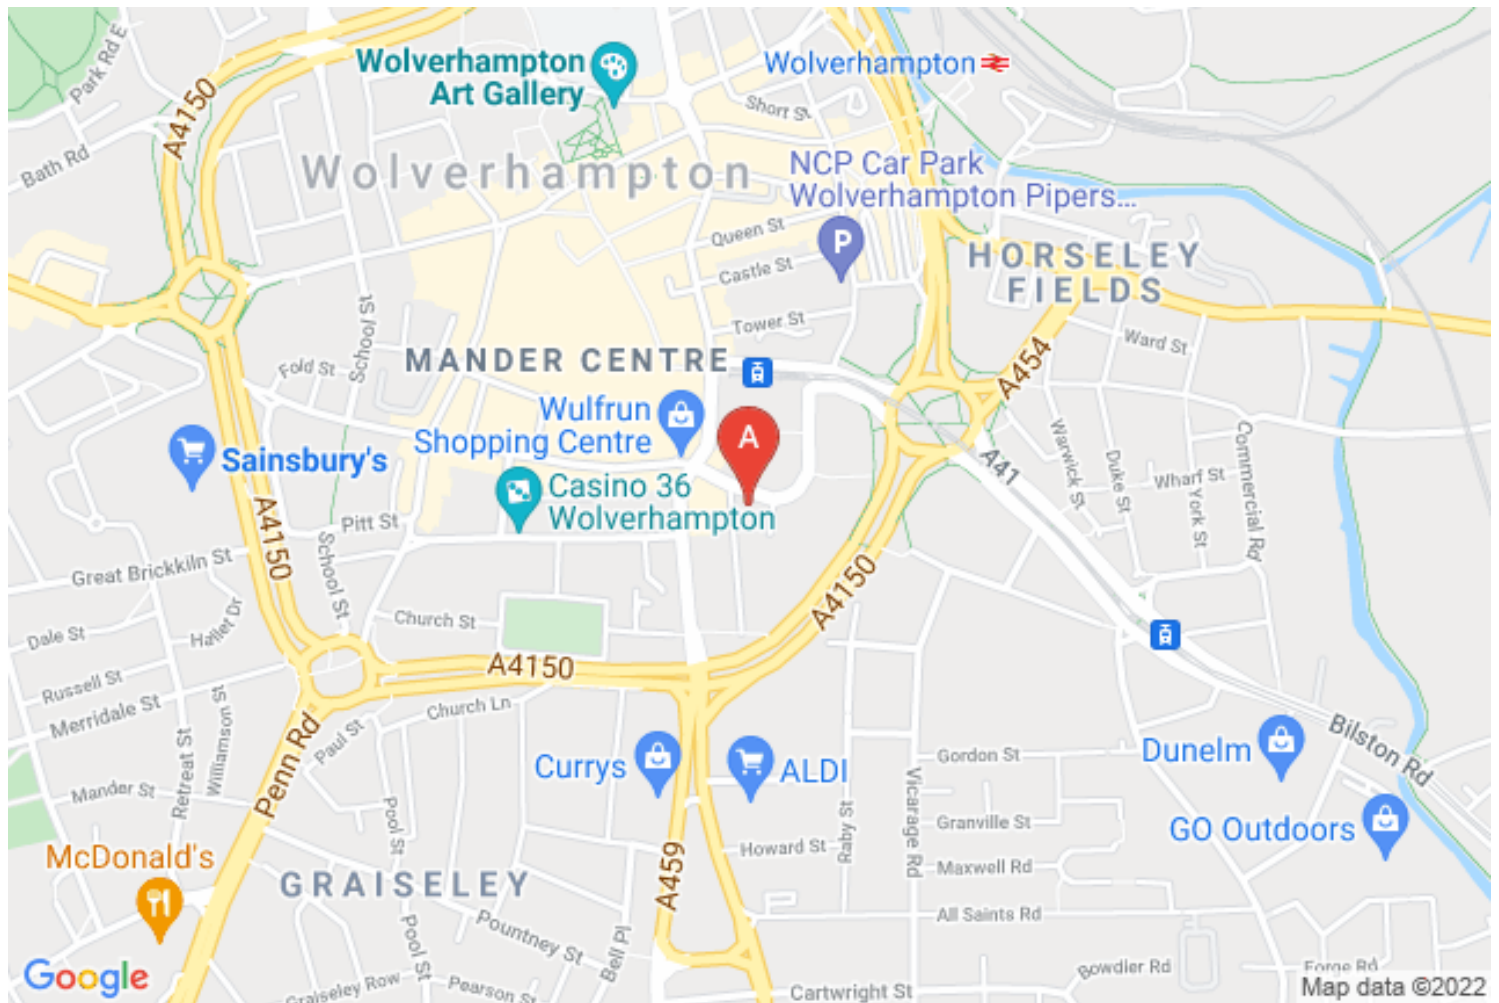 Park Rd E
A4150
Wolverhampton
Art Gallery
Wolverhampton
Short St
Bath Rd
Wolverhampton
NCP Car Park
Wolverhampton Pipers...
P
Queen St
Castle St
HORSELEY
FIELDS
School St
Tower St
Ward St
MANDER CENTRE
Fold St
A454
Wulfrun
Shopping Centre
A
Sainsbury's
Casino 36
Wolverhampton
A41
Warwick St
Duke St
Wharf St
York St
Commercial Rd
Pitt St
A4150
School St
Great Brickkiln St
A4150
Hallet Dr
Church St
Dale St
A4150
Russell St
Merridale St
Williamson St
Retreat St
Church Ln
Paul St
Penn Rd
Currys
ALDI
Gordon St
Dunelm
Bilston Rd
Mander St
Pool St
Vicarage Rd
Raby St
Granville St
GO Outdoors
Howard St
McDonald's
Maxwell Rd
A459
GRAISELEY
All Saints Rd
Pountney St
Pool St
Bell Pl
Bowdler Rd
Forge Rd
Google
Graiseley Row
Pearson St
Cartwright St
Map data ©2022